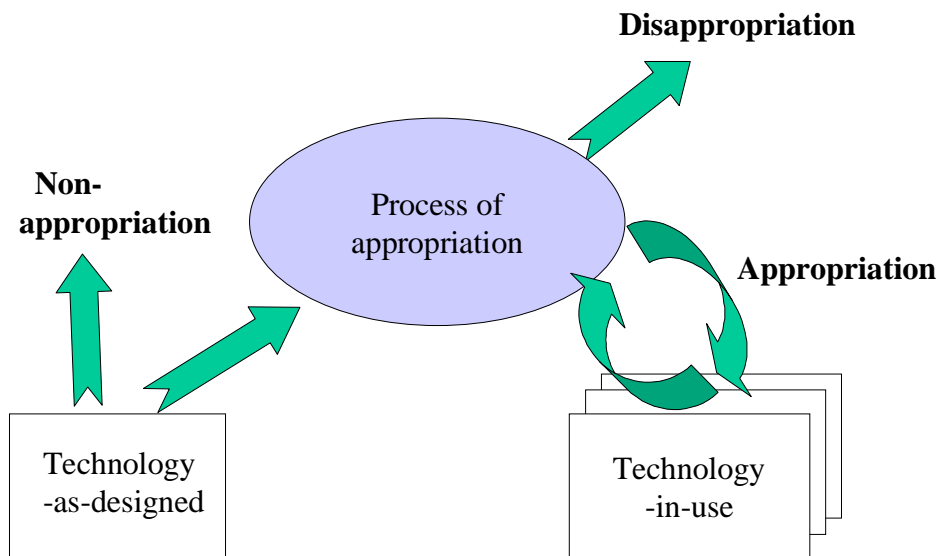 Disappropriation
Non-
appropriation
Process of
appropriation
Appropriation
Technology
-as-designed
Technology
-in-use